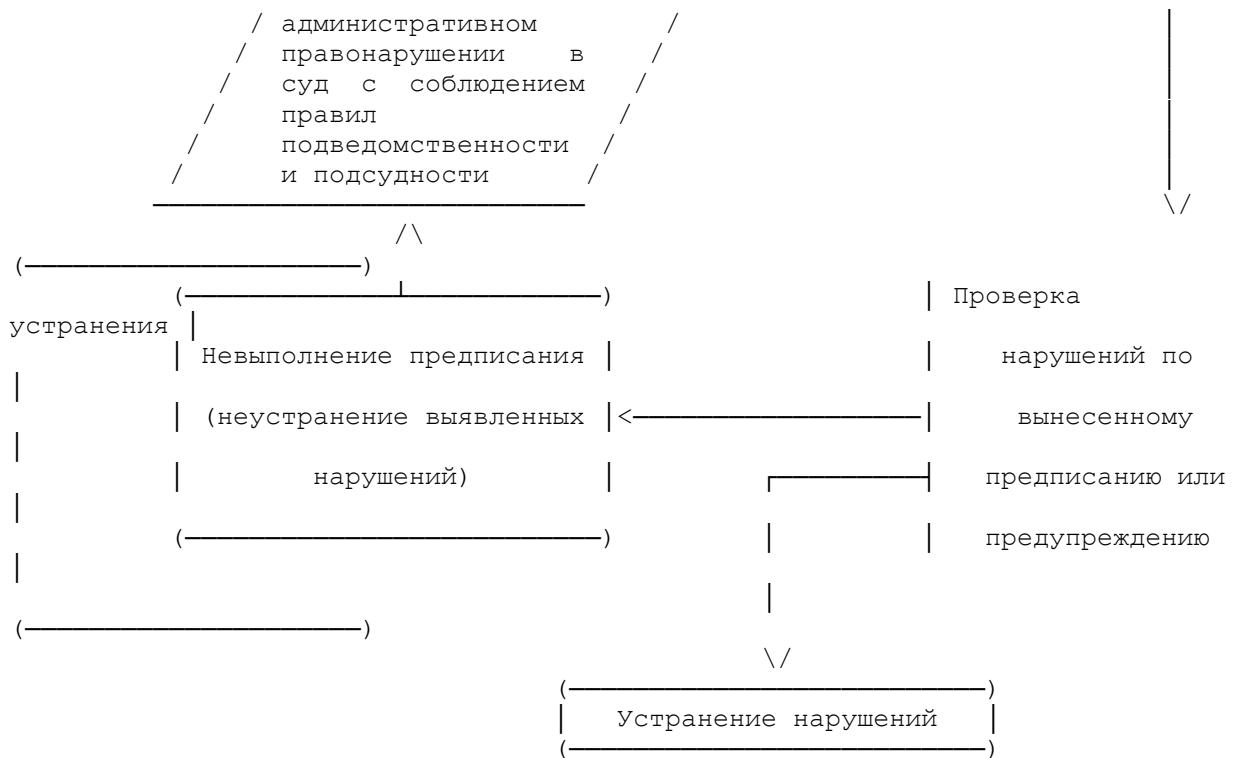 административном
правонарушении в
суд с соблюдением
правил
подведомственности
и подсудности
Проверка
устранения
Невыполнение предписания нарушений по
(неустранение выявленных вынесенному
нарушений) предписанию или
предупреждению
Устранение нарушений